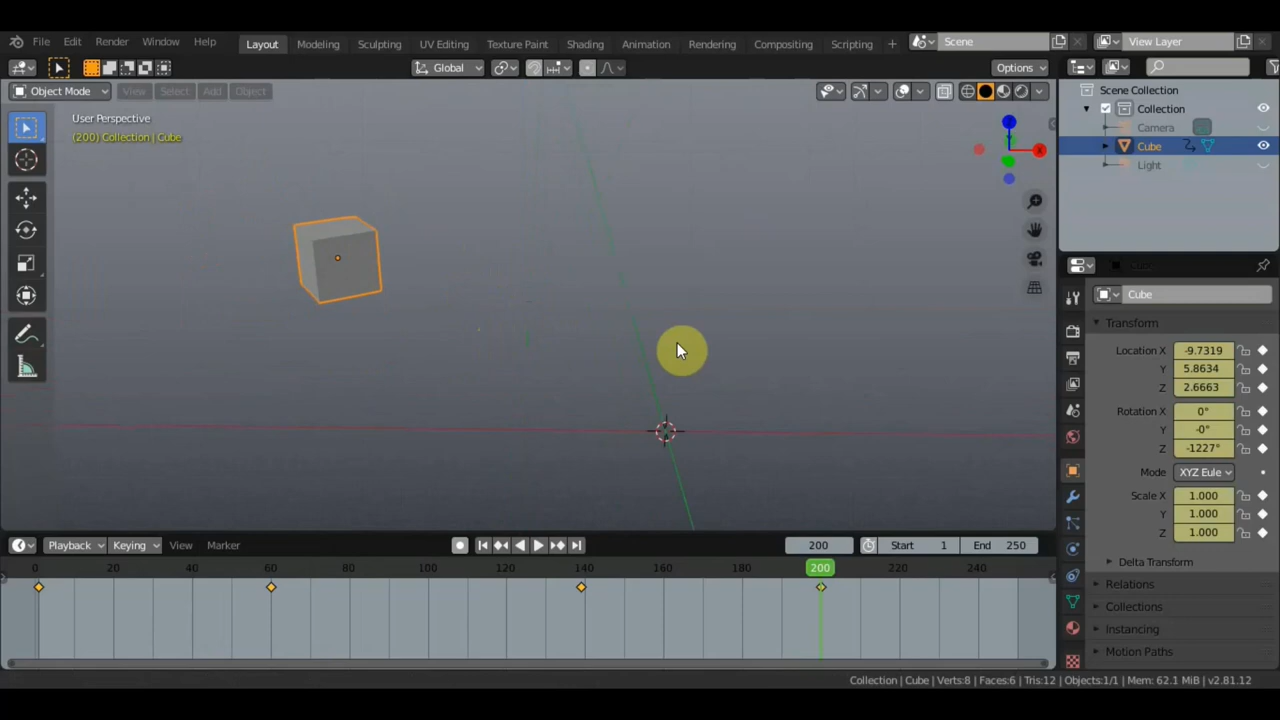 File Edit Render Window Help Layout Modeling Sculpting UV Editing Texture Paint Shading Animation Rendering Compositing Scripting + Scene View Layer
Global Options
Object Mode View Select Add Object
User Perspective
(200) Collection | Cube
X
Scene Collection
Collection
Camera
Cube
Light
Cube
Transform
Location X -9.7319
Y 5.8634
Z 2.6663
Rotation X 0°
Y -0°
Z -1227°
Mode XYZ Eule
Scale X 1.000
Y 1.000
Z 1.000
Delta Transform
Relations
Collections
Instancing
Motion Paths
Playback Keying View Marker 200 Start 1 End 250
0 20 40 60 80 100 120 140 160 180 200 220 240
Collection | Cube | Verts:8 | Faces:6 | Tris:12 | Objects:1/1 | Mem: 62.1 MiB | v2.81.12